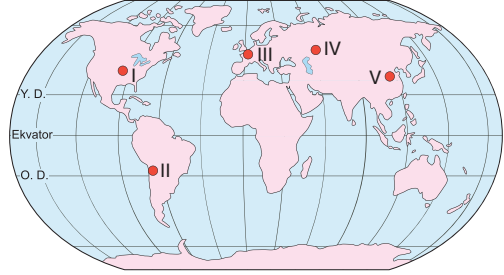 III
IV
I
V
Y. D.
Ekvator
II
O. D.